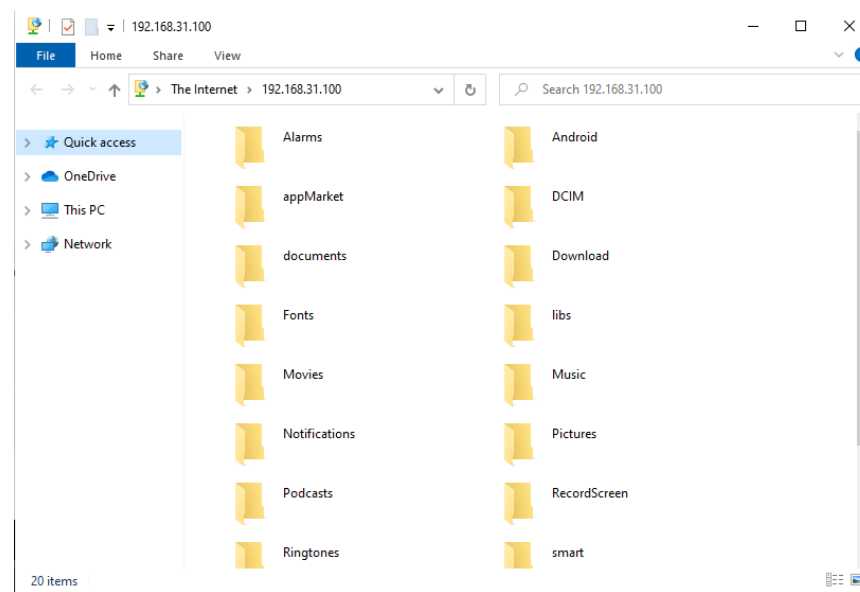 192.168.31.100
File Home Share View
The Internet 192.168.31.100 Search 192.168.31.100
Quick access
OneDrive
This PC
Network
Alarms Android
appMarket DCIM
documents Download
Fonts libs
Movies Music
Notifications Pictures
Podcasts RecordScreen
Ringtones smart
20 items